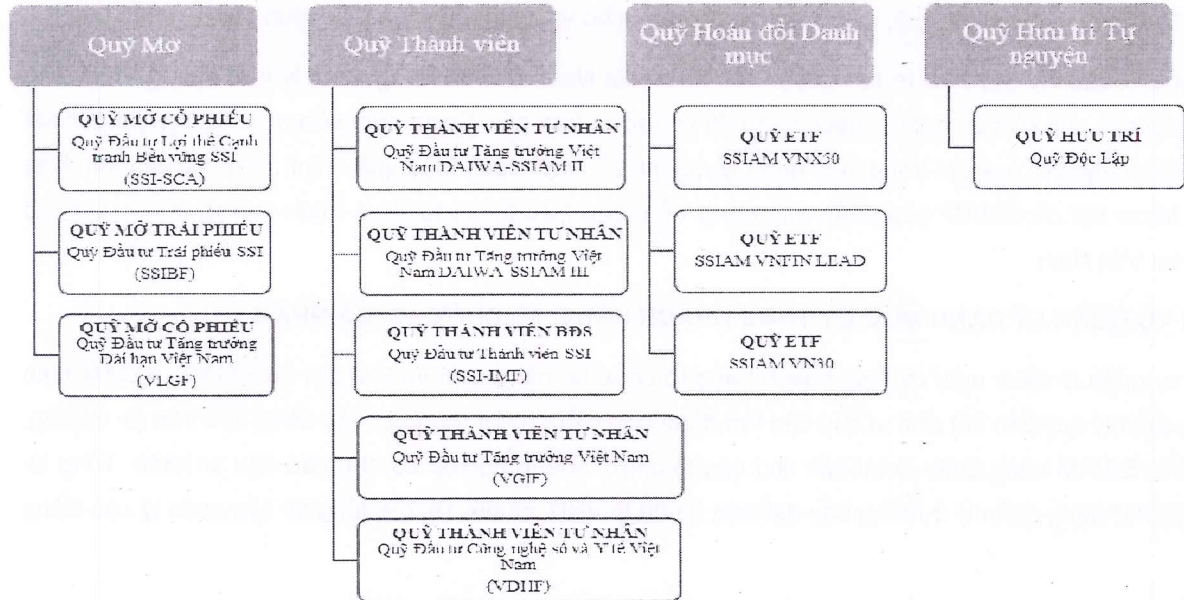 Quỹ Mở
QUỸ MỞ CỔ PHIẾU
Quỹ Đầu tư Lợi thế Cạnh
tranh Bền vững SSI
(SSI-SCA)
QUỸ MỞ TRÁI PHIẾU
Quỹ Đầu tư Trái phiếu SSI
(SSIBF)
QUỸ MỞ CỔ PHIẾU
Quỹ Đầu tư Tăng trưởng
Dài hạn Việt Nam
(VLGF)
Quỹ Thành viên
QUỸ THÀNH VIÊN TƯ NHÂN
Quỹ Đầu tư Tăng trưởng Việt
Nam DAIWA-SSIAM II
QUỸ THÀNH VIÊN TƯ NHÂN
Quỹ Đầu tư Tăng trưởng Việt
Nam DAIWA-SSIAM III
QUỸ THÀNH VIÊN BĐS
Quỹ Đầu tư Thành viên SSI
(SSI-IMF)
QUỸ THÀNH VIÊN TƯ NHÂN
Quỹ Đầu tư Tăng trưởng Việt Nam
(VGIF)
QUỸ THÀNH VIÊN TƯ NHÂN
Quỹ Đầu tư Công nghệ số và Y tế Việt
Nam
(VDHF)
Quỹ Hoán đổi Danh
mục
QUỸ ETF
SSIAM VNX50
QUỸ ETF
SSIAM VNFIN LEAD
QUỸ ETF
SSIAM VN30
Quỹ Hưu trí Tự
nguyện
QUỸ HƯU TRÍ
Quỹ Độc Lập